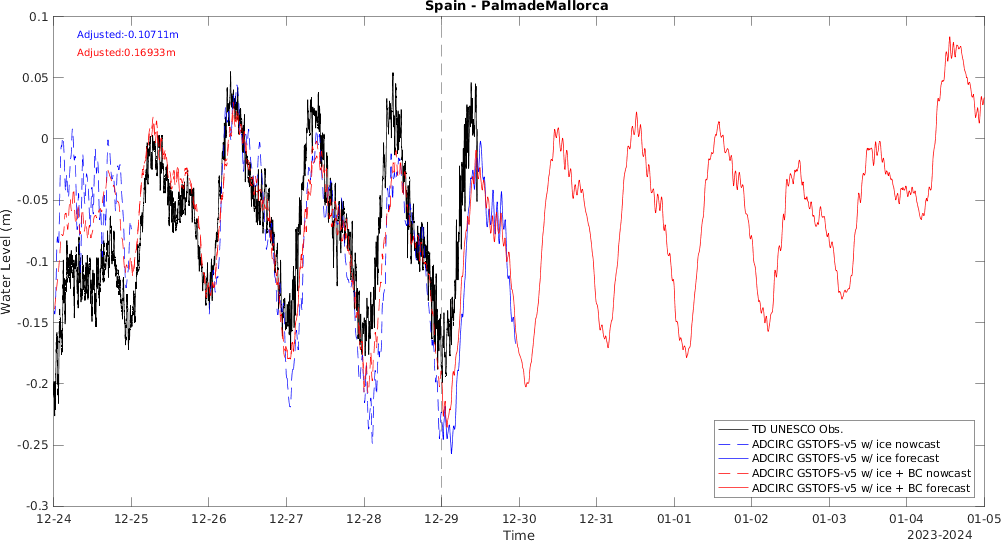 Spain - PalmadeMallorca
Adjusted:-0.10711m
Adjusted:0.16933m
0.1
0.05
0
-0.05
-0.1
-0.15
-0.2
-0.25
-0.3
Water Level (m)
TD UNESCO Obs.
ADCIRC GSTOFS-v5 w/ ice nowcast
ADCIRC GSTOFS-v5 w/ ice forecast
ADCIRC GSTOFS-v5 w/ ice + BC nowcast
ADCIRC GSTOFS-v5 w/ ice + BC forecast
12-24 12-25 12-26 12-27 12-28 12-29 12-30 12-31 01-01 01-02 01-03 01-04 01-05
Time
2023-2024